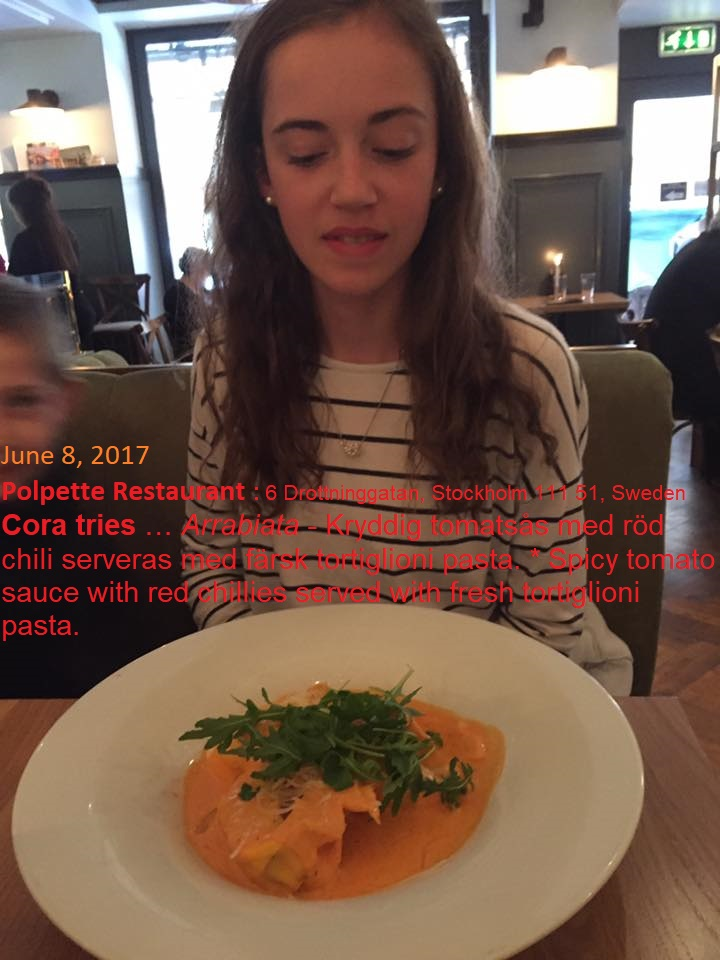 June 8, 2017
Polpette Restaurant : 6 Drottninggatan, Stockholm 111 51, Sweden
Cora tries ... Arrabiata - Kryddig tomatsås med röd
chili serveras med färsk tortiglioni pasta. * Spicy tomato
sauce with red chillies served with fresh tortiglioni
pasta.